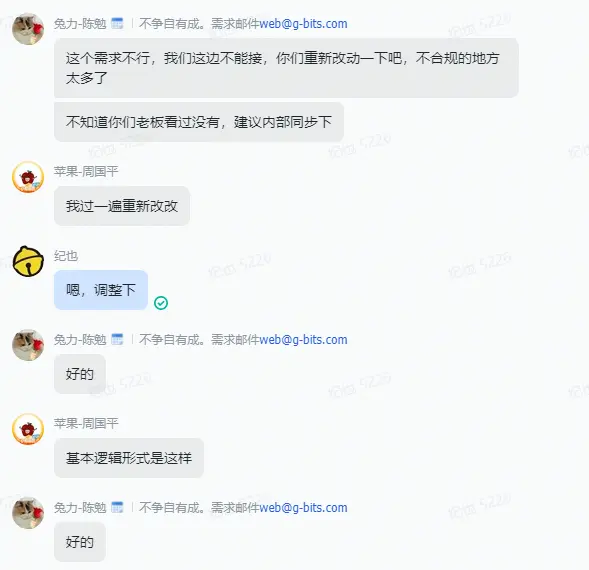 兔力-陈勉 不争自有成。需求邮件web@g-bits.com
这个需求不行，我们这边不能接，你们重新改动一下吧，不合规的地方
太多了
不知道你们老板看过没有，建议内部同步下
苹果-周国平
我过一遍重新改改
纪也
嗯，调整下
兔力-陈勉 不争自有成。需求邮件web@g-bits.com
好的
苹果-周国平
基本逻辑形式是这样
兔力-陈勉 不争自有成。需求邮件web@g-bits.com
好的